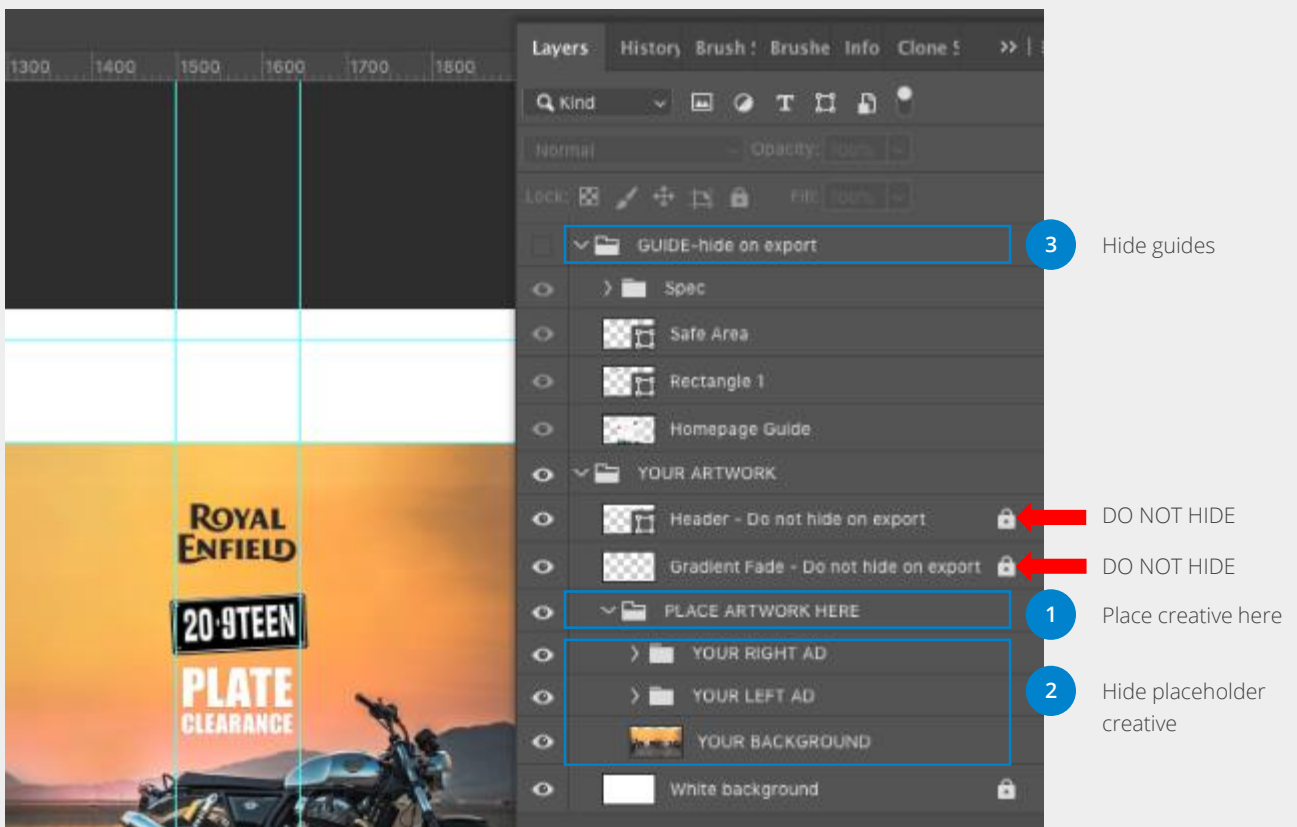 Layers History Brush S Brushe Info Clone S >>
1300 1400 1500 1600 1700 1800
Kind
Normal Opacity: 100%
Lock: Fill: 100%
GUIDE-hide on export
3 Hide guides
Spec
Safe Area
Rectangle 1
Homepage Guide
YOUR ARTWORK
Header - Do not hide on export
DO NOT HIDE
Gradient Fade - Do not hide on export
DO NOT HIDE
PLACE ARTWORK HERE
1 Place creative here
YOUR RIGHT AD
YOUR LEFT AD
2 Hide placeholder
creative
YOUR BACKGROUND
White background
ROYAL
ENFIELD
20·9TEEN
PLATE
CLEARANCE